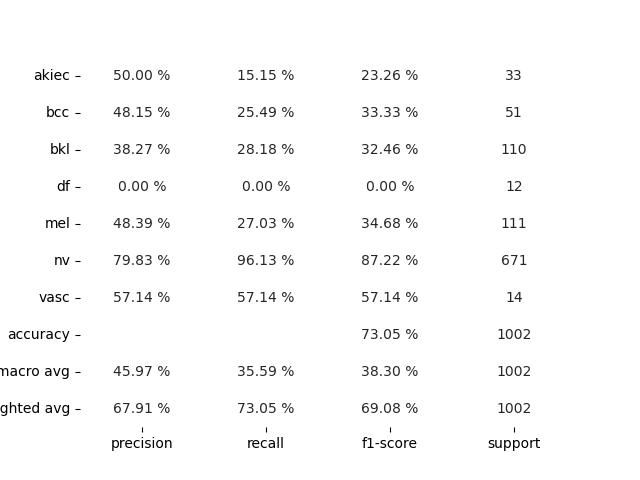 akiec 50.00 % 15.15 % 23.26 % 33
bcc 48.15 % 25.49 % 33.33 % 51
bkl 38.27 % 28.18 % 32.46 % 110
df 0.00 % 0.00 % 0.00 % 12
mel 48.39 % 27.03 % 34.68 % 111
nv 79.83 % 96.13 % 87.22 % 671
vasc 57.14 % 57.14 % 57.14 % 14
accuracy 73.05 % 1002
macro avg 45.97 % 35.59 % 38.30 % 1002
ghted avg 67.91 % 73.05 % 69.08 % 1002
precision recall f1-score support